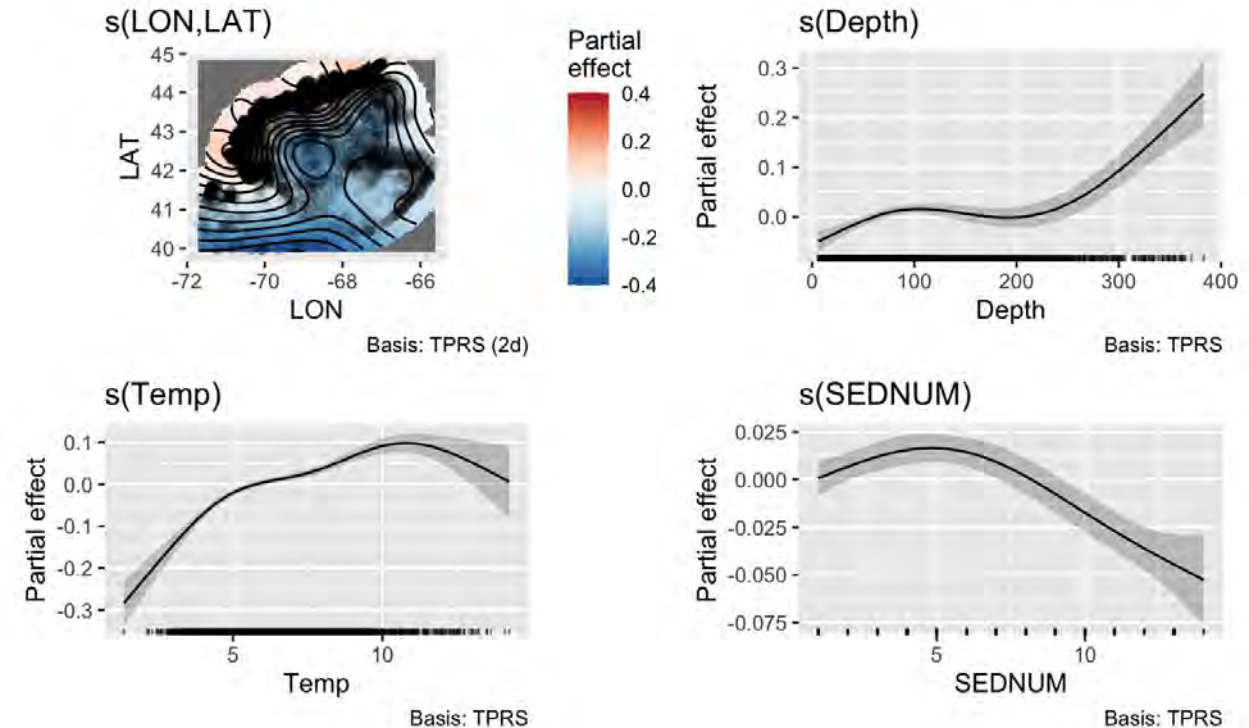 s(LON,LAT)
45
44
43
42
41
40
LAT
-72
-70
-68
-66
LON
Basis: TPRS (2d)
Partial
effect
0.4
0.2
0.0
-0.2
-0.4
s(Depth)
0.3
0.2
0.1
0.0
Partial effect
0
100
200
300
400
Depth
Basis: TPRS
s(Temp)
0.1
0.0
-0.1
-0.2
-0.3
Partial effect
5
10
Temp
Basis: TPRS
s(SEDNUM)
0.025
0.000
-0.025
-0.050
-0.075
Partial effect
5
10
SEDNUM
Basis: TPRS